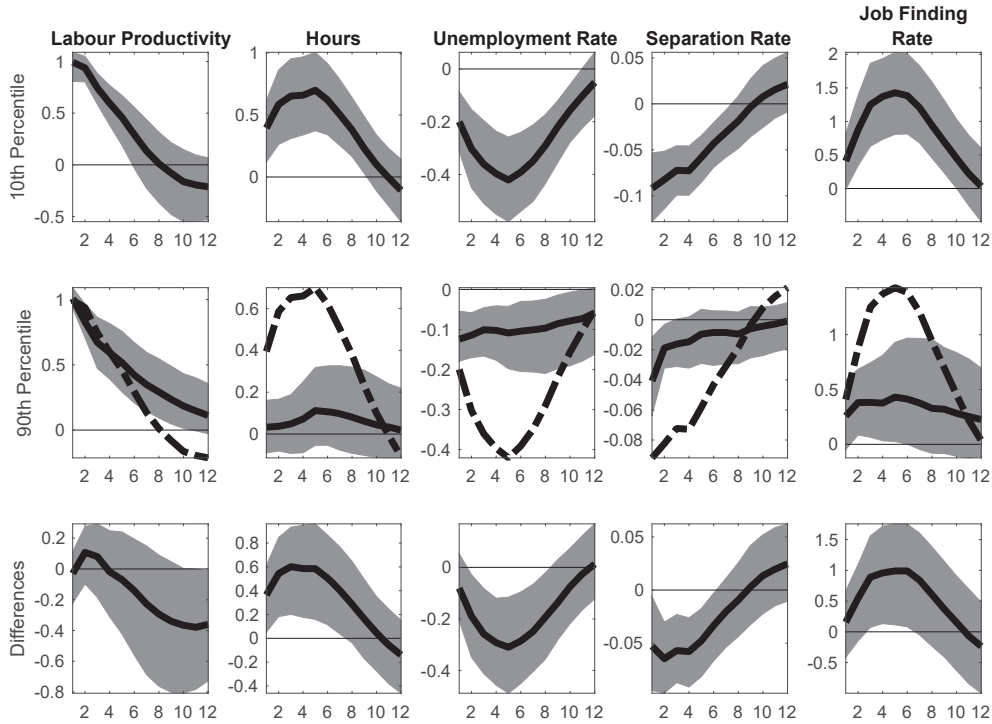 Labour Productivity
Hours
Unemployment Rate
Separation Rate
Job Finding
Rate
10th Percentile
1
0.5
0
-0.5
2 4 6 8 10 12
1
0.5
0
2 4 6 8 10 12
0
-0.2
-0.4
2 4 6 8 10 12
0.05
0
-0.05
-0.1
2 4 6 8 10 12
2
1.5
1
0.5
0
2 4 6 8 10 12
90th Percentile
1
0.5
0
2 4 6 8 10 12
0.6
0.4
0.2
0
2 4 6 8 10 12
0
-0.1
-0.2
-0.3
-0.4
2 4 6 8 10 12
0.02
0
-0.02
-0.04
-0.06
-0.08
2 4 6 8 10 12
1
0.5
0
2 4 6 8 10 12
Differences
0.2
0
-0.2
-0.4
-0.6
-0.8
2 4 6 8 10 12
0.8
0.6
0.4
0.2
0
-0.2
-0.4
2 4 6 8 10 12
0
-0.2
-0.4
2 4 6 8 10 12
0.05
0
-0.05
2 4 6 8 10 12
1.5
1
0.5
0
-0.5
2 4 6 8 10 12